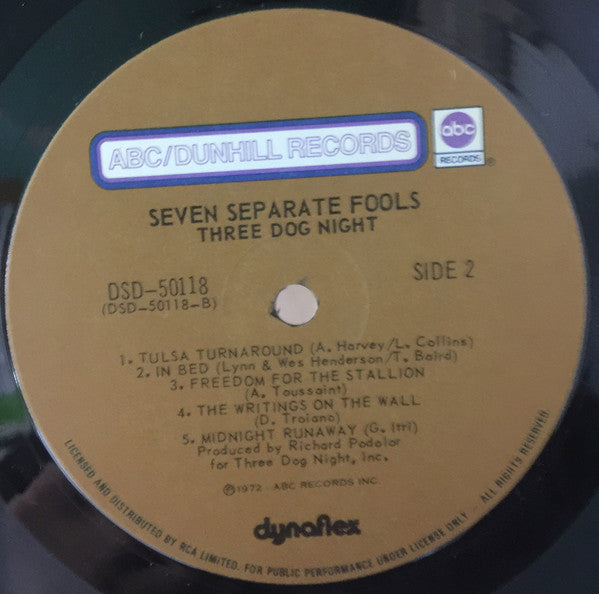 ABC/DUNHILL RECORDS
abc
RECORDS ®
SEVEN SEPARATE FOOLS
THREE DOG NIGHT
DSD-50118
(DSD-50118-B)
SIDE 2
1. TULSA TURNAROUND (A. Harvey/L. Collins)
2. IN BED (Lynn & Wes Henderson/T. Baird)
3. FREEDOM FOR THE STALLION
(A. Toussaint)
4. THE WRITINGS ON THE WALL
(D. Troiano)
5. MIDNIGHT RUNAWAY (G. Itri)
Produced by Richard Podolor
for Three Dog Night, Inc.
©1972 ABC RECORDS INC.
dynaflex
LICENSED AND DISTRIBUTED BY RCA LIMITED. FOR PUBLIC PERFORMANCE UNDER LICENSE ONLY - ALL RIGHTS RESERVED